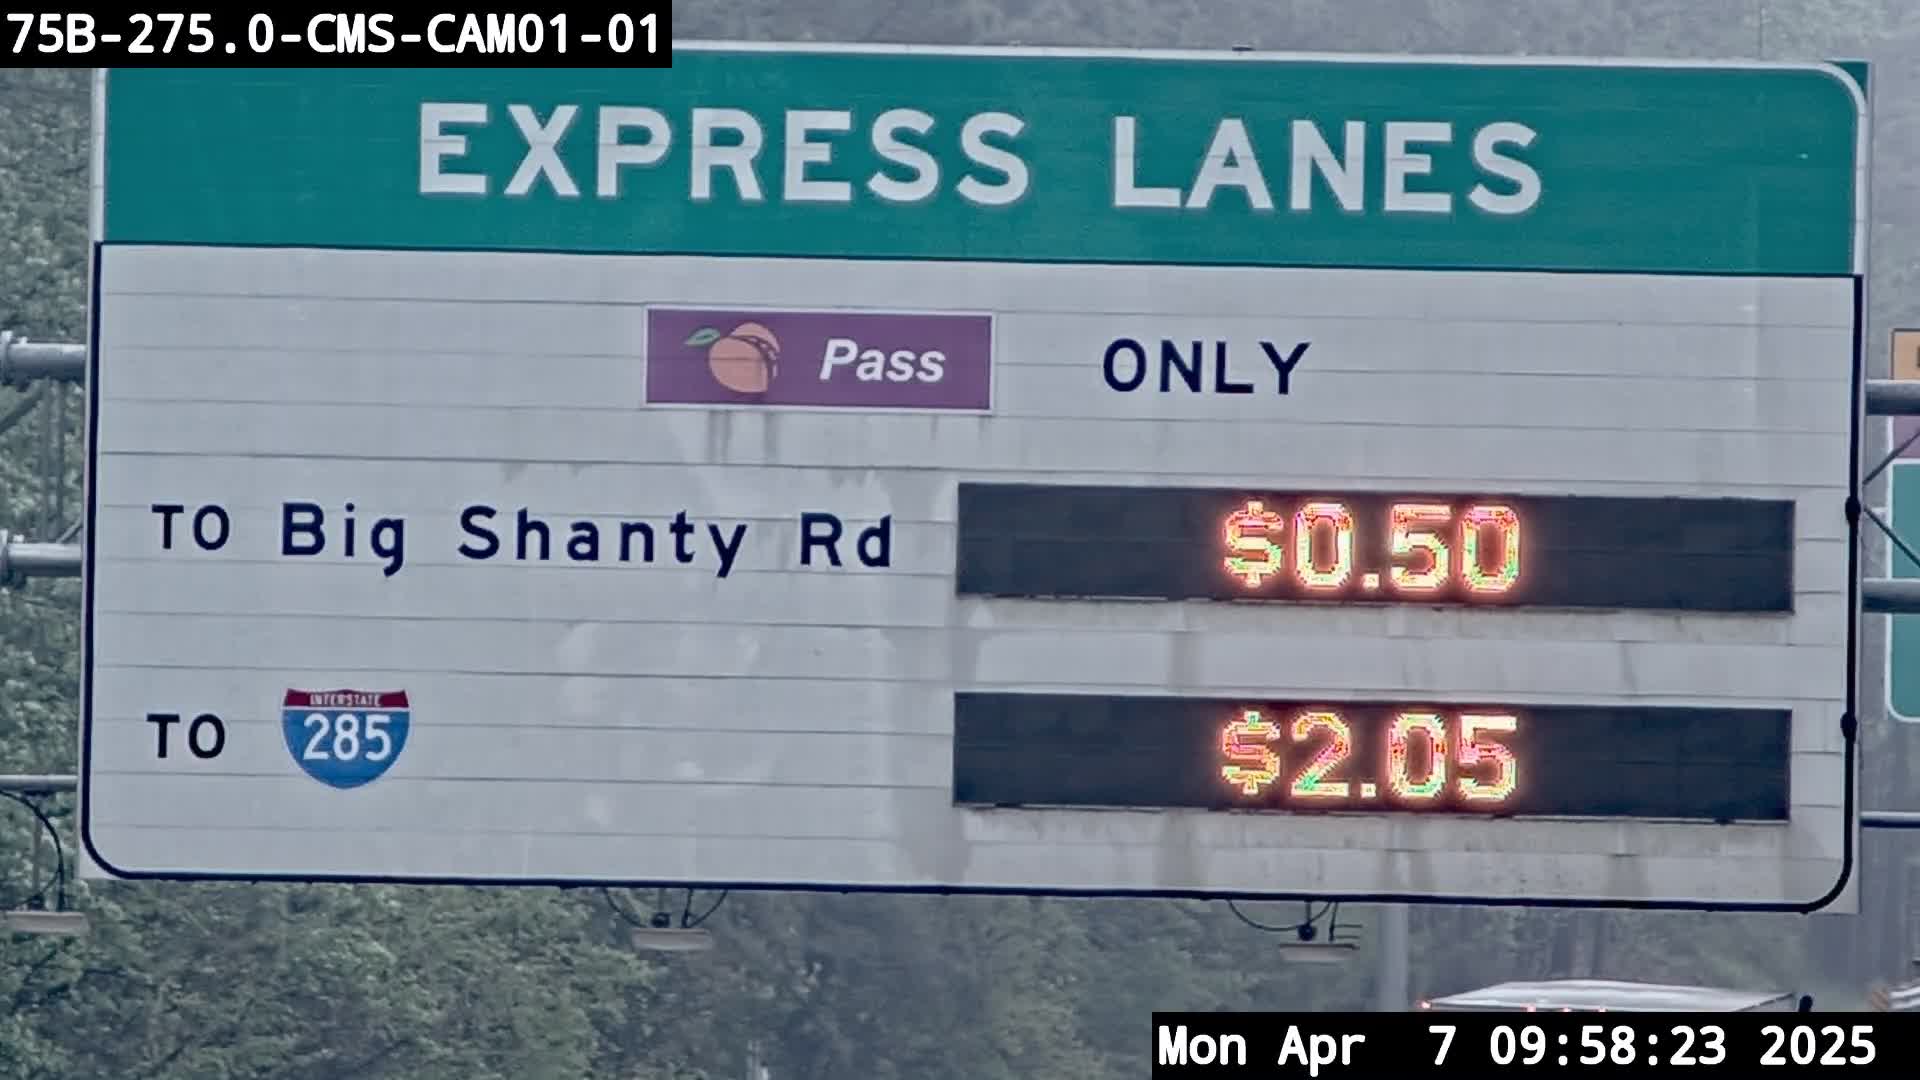 75B-275.0-CMS-CAM01-01
EXPRESS LANES
Pass ONLY
TO Big Shanty Rd $0.50
TO INTERSTATE 285 $2.05
Mon Apr 7 09:58:23 2025